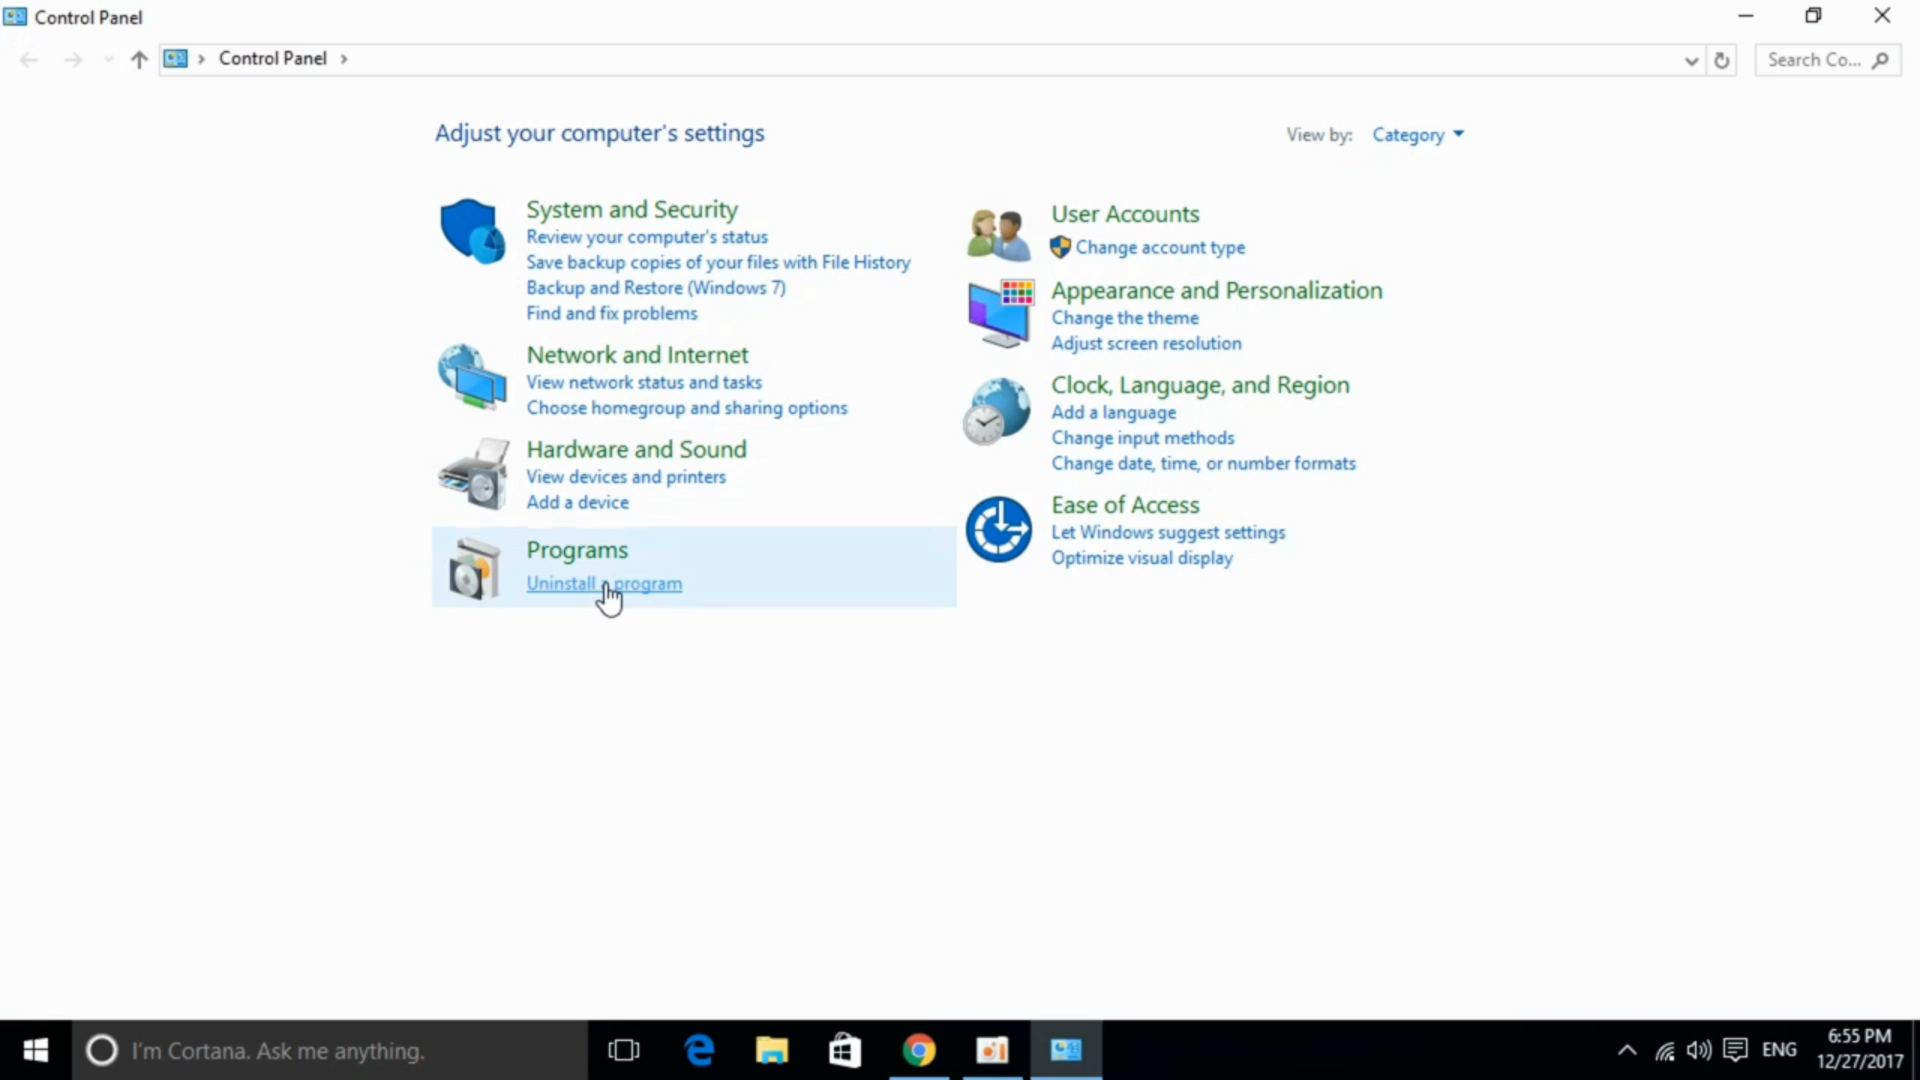 Control Panel
Control Panel
Search Co...
Adjust your computer's settings
View by: Category
System and Security
Review your computer's status
Save backup copies of your files with File History
Backup and Restore (Windows 7)
Find and fix problems
Network and Internet
View network status and tasks
Choose homegroup and sharing options
Hardware and Sound
View devices and printers
Add a device
Programs
Uninstall a program
User Accounts
Change account type
Appearance and Personalization
Change the theme
Adjust screen resolution
Clock, Language, and Region
Add a language
Change input methods
Change date, time, or number formats
Ease of Access
Let Windows suggest settings
Optimize visual display
I'm Cortana. Ask me anything.
ENG
6:55 PM
12/27/2017